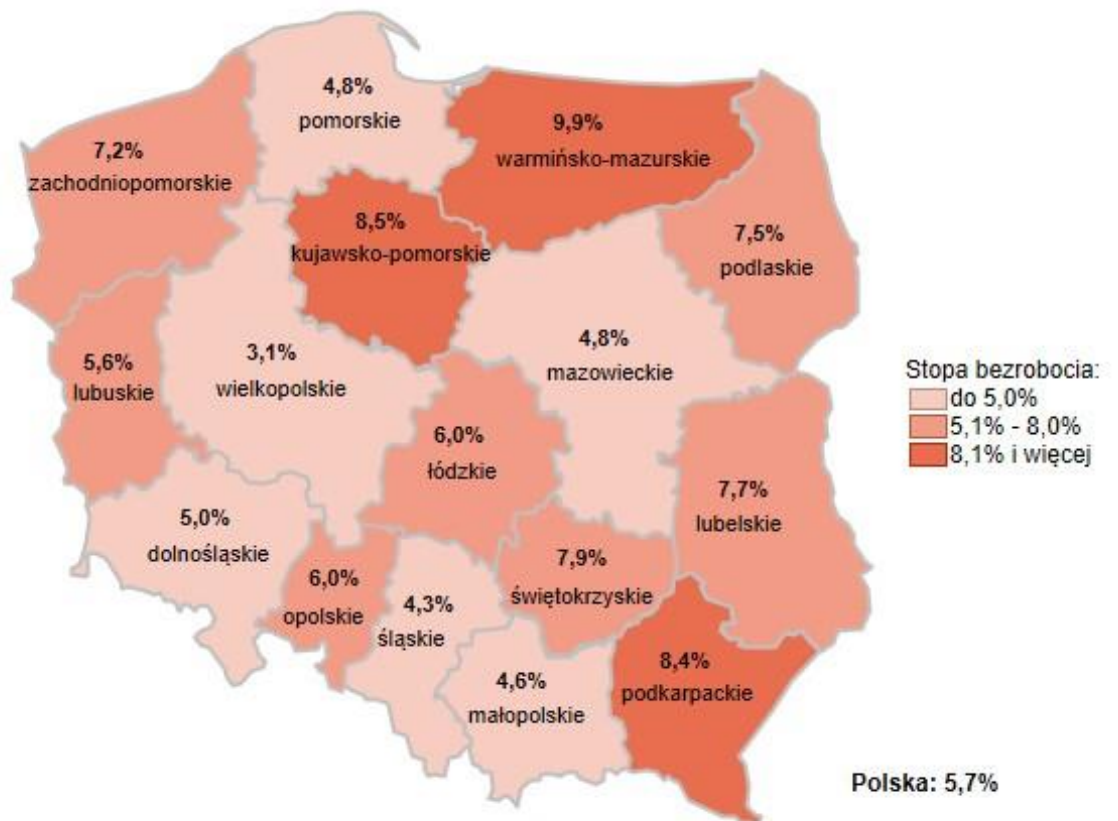 4,8%
pomorskie
9,9%
warmińsko-mazurskie
7,2%
zachodniopomorskie
8,5%
kujawsko-pomorskie
7,5%
podlaskie
5,6%
lubuskie
3,1%
wielkopolskie
4,8%
mazowieckie
Stopa bezrobocia:
do 5,0%
5,1% - 8,0%
8,1% i więcej
6,0%
łódzkie
7,7%
lubelskie
5,0%
dolnośląskie
6,0%
opolskie
4,3%
śląskie
7,9%
świętokrzyskie
4,6%
małopolskie
8,4%
podkarpackie
Polska: 5,7%